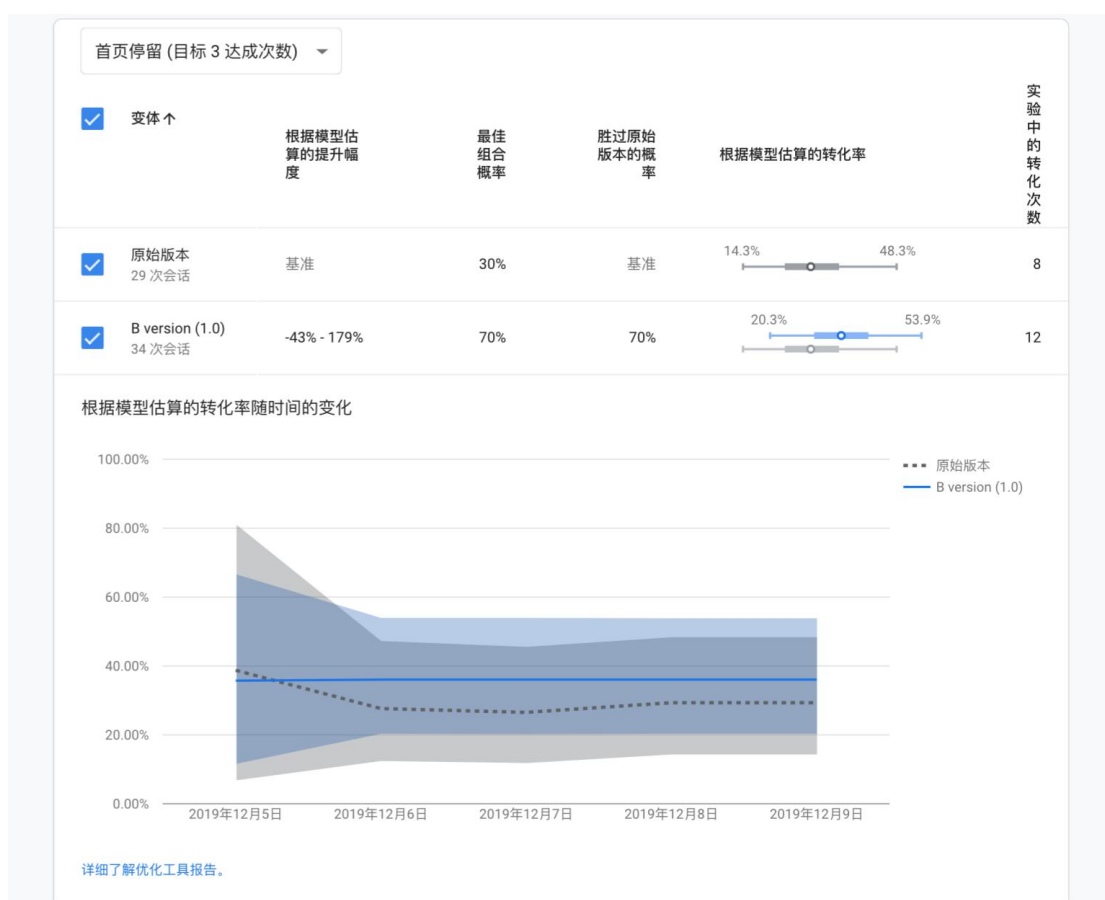 首页停留 (目标 3 达成次数)
变体
根据模型估
算的提升幅
度
最佳
组合
概率
胜过原始
版本的概
率
根据模型估算的转化率
实
验
中
的
转
化
次
数
原始版本
29 次会话
基准
30%
基准
14.3%
48.3%
8
B version (1.0)
34 次会话
-43% - 179%
70%
70%
20.3%
53.9%
12
根据模型估算的转化率随时间的变化
100.00%
80.00%
60.00%
40.00%
20.00%
0.00%
原始版本
B version (1.0)
2019年12月5日
2019年12月6日
2019年12月7日
2019年12月8日
2019年12月9日
详细了解优化工具报告。